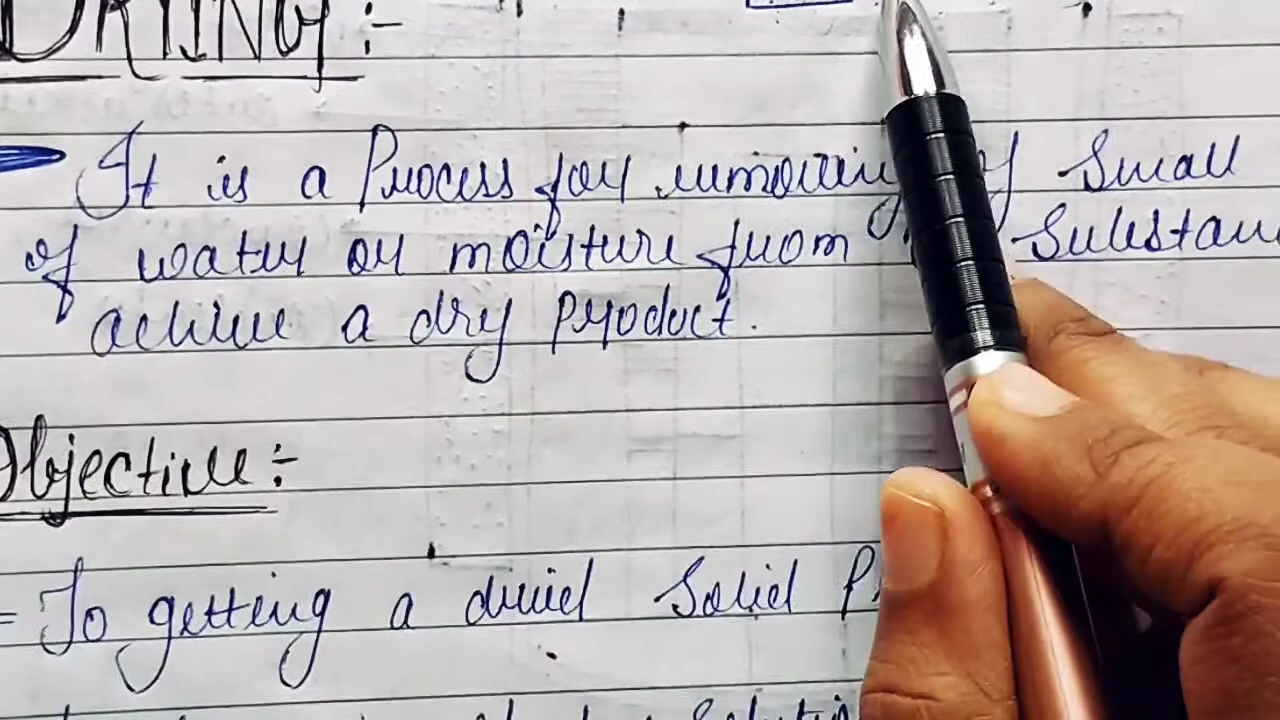 DRYING :-
It is a Process for removing of Small
of water or moisture from Substan
achieve a dry product.
Objective :-
= To getting a dried Solid P